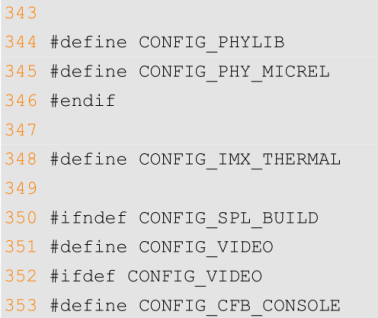 343
344 #define CONFIG_PHYLIB
345 #define CONFIG_PHY_MICREL
346 #endif
347
348 #define CONFIG_IMX_THERMAL
349
350 #ifndef CONFIG_SPL_BUILD
351 #define CONFIG_VIDEO
352 #ifdef CONFIG_VIDEO
353 #define CONFIG_CFB_CONSOLE